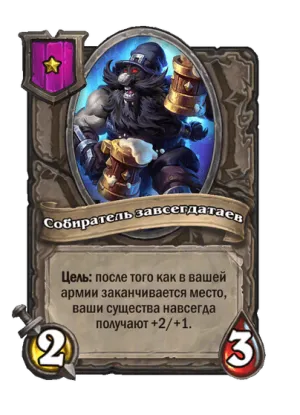 Собиратель завсегдатаев
Цель: после того как в вашей
армии заканчивается место,
ваши существа навсегда
получают +2/+1.
2
3